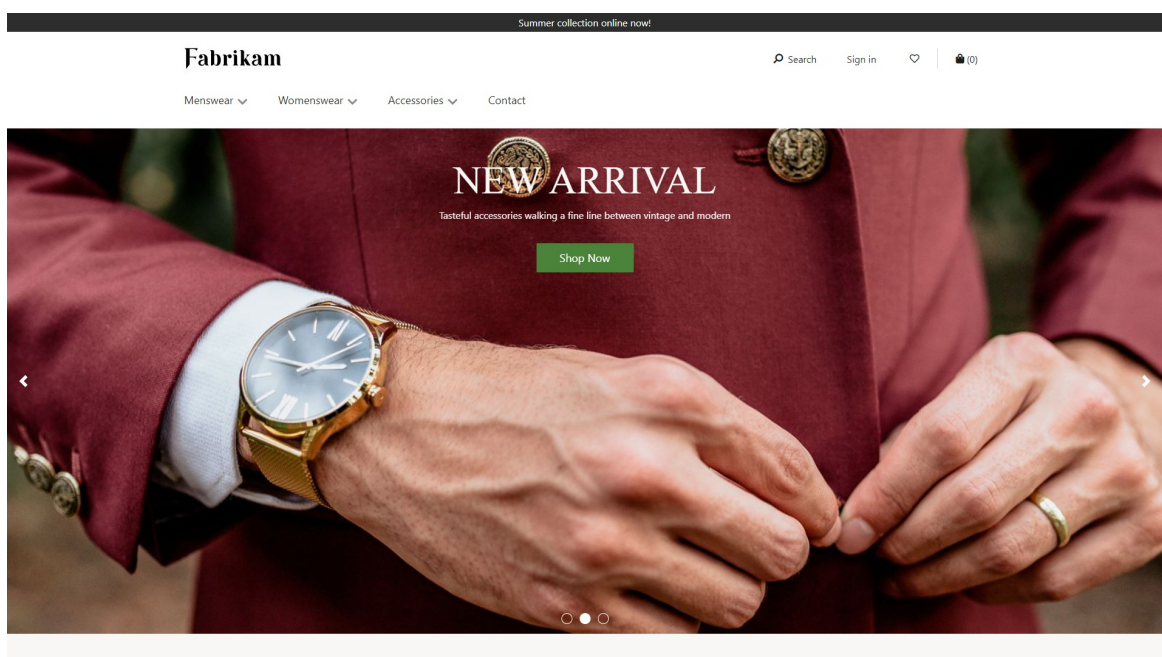 Summer collection online now!
Fabrikam
Search Sign in (0)
Menswear Womenswear Accessories Contact
NEW ARRIVAL
Tasteful accessories walking a fine line between vintage and modern
Shop Now